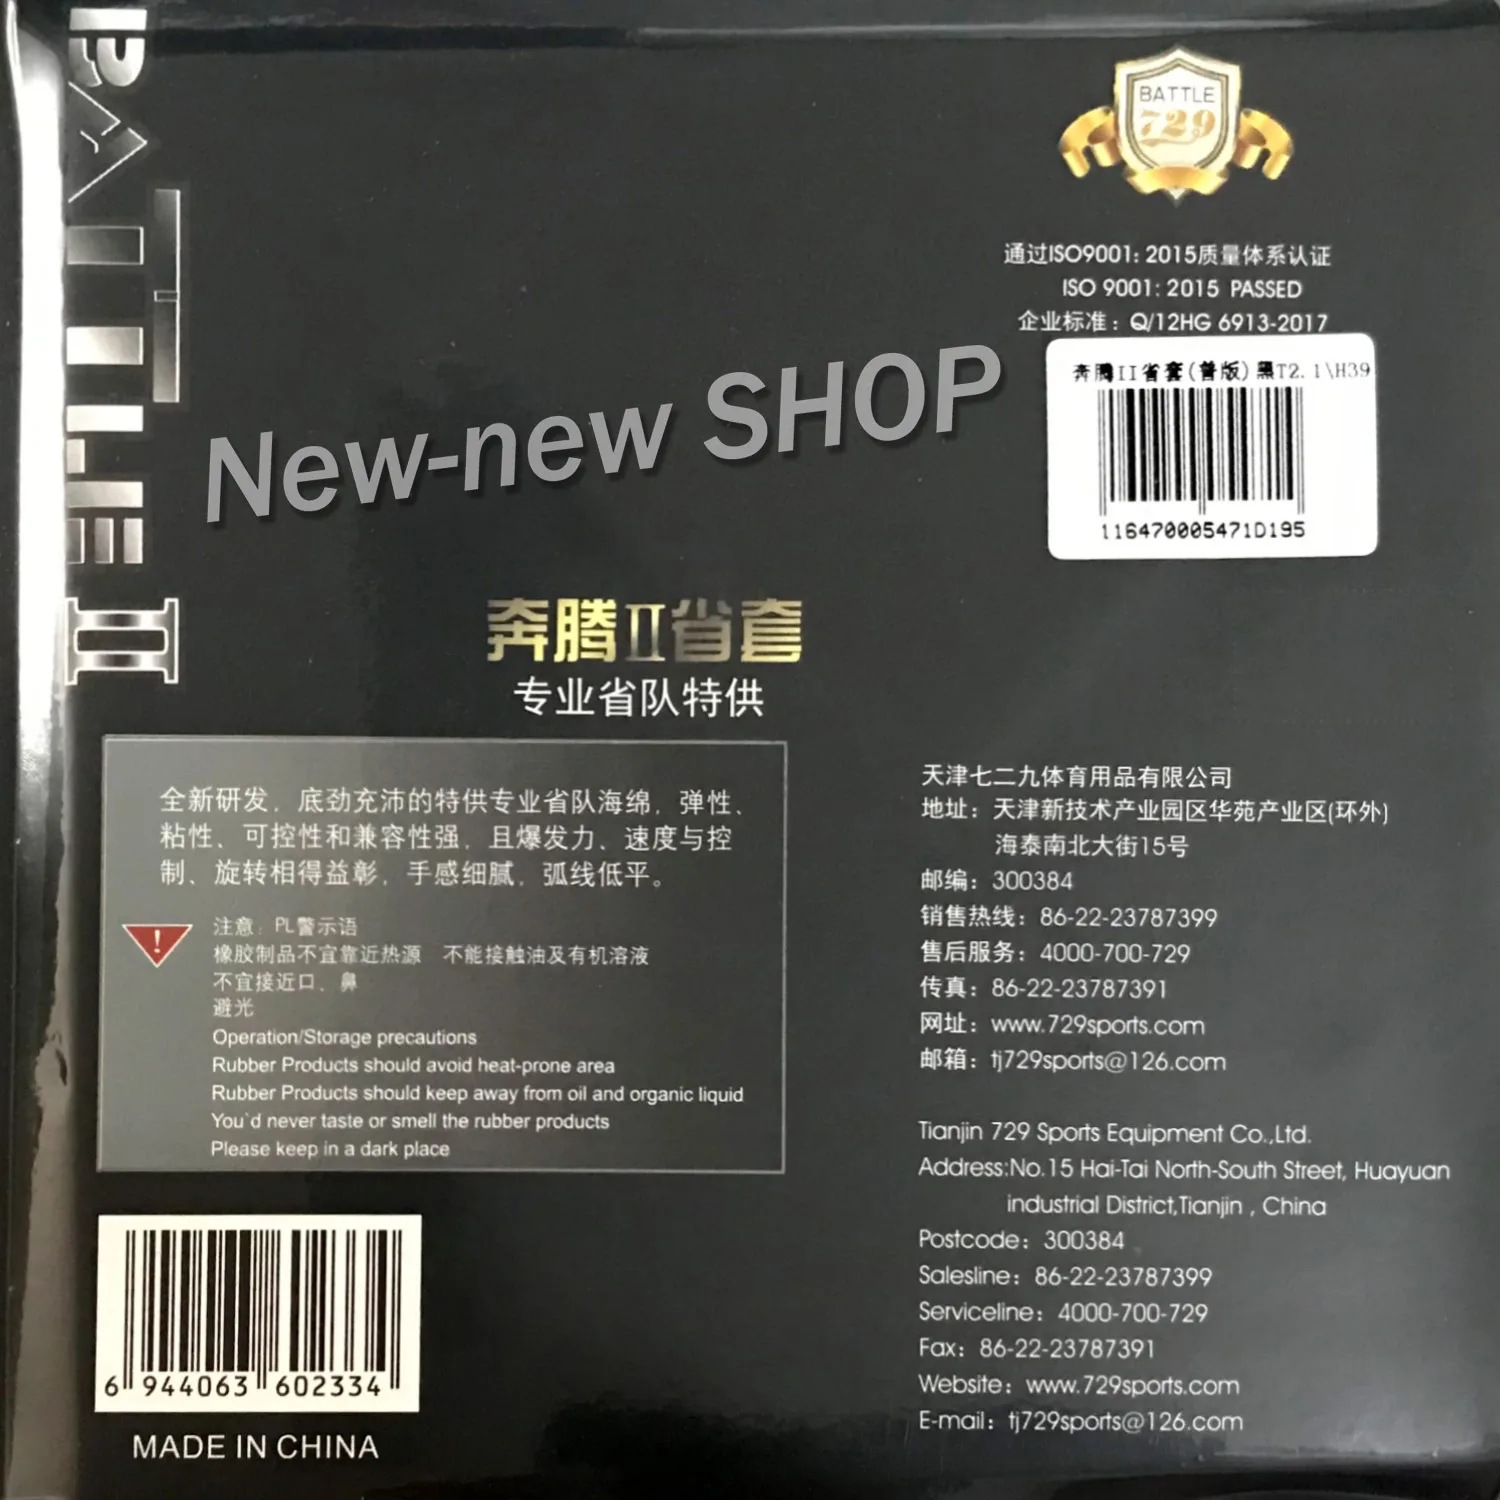 BATTLE II
BATTLE
729
通过ISO9001: 2015质量体系认证
ISO 9001: 2015 PASSED
企业标准：Q/12HG 6913-2017
奔腾II省套(普版)黑T2.1\H39
116470005471D195
New-new SHOP
奔腾II省套
专业省队特供
全新研发，底劲充沛的特供专业省队海绵，弹性、
粘性、可控性和兼容性强，且爆发力、速度与控
制、旋转相得益彰，手感细腻，弧线低平。
注意：PL警示语
橡胶制品不宜靠近热源 不能接触油及有机溶液
不宜接近口、鼻
避光
Operation/Storage precautions
Rubber Products should avoid heat-prone area
Rubber Products should keep away from oil and organic liquid
You`d never taste or smell the rubber products
Please keep in a dark place
6 944063 602334
MADE IN CHINA
天津七二九体育用品有限公司
地址：天津新技术产业园区华苑产业区(环外)
海泰南北大街15号
邮编：300384
销售热线：86-22-23787399
售后服务：4000-700-729
传真：86-22-23787391
网址：www.729sports.com
邮箱：tj729sports@126.com
Tianjin 729 Sports Equipment Co.,Ltd.
Address:No.15 Hai-Tai North-South Street, Huayuan
industrial District,Tianjin , China
Postcode：300384
Salesline：86-22-23787399
Serviceline：4000-700-729
Fax：86-22-23787391
Website：www.729sports.com
E-mail：tj729sports@126.com